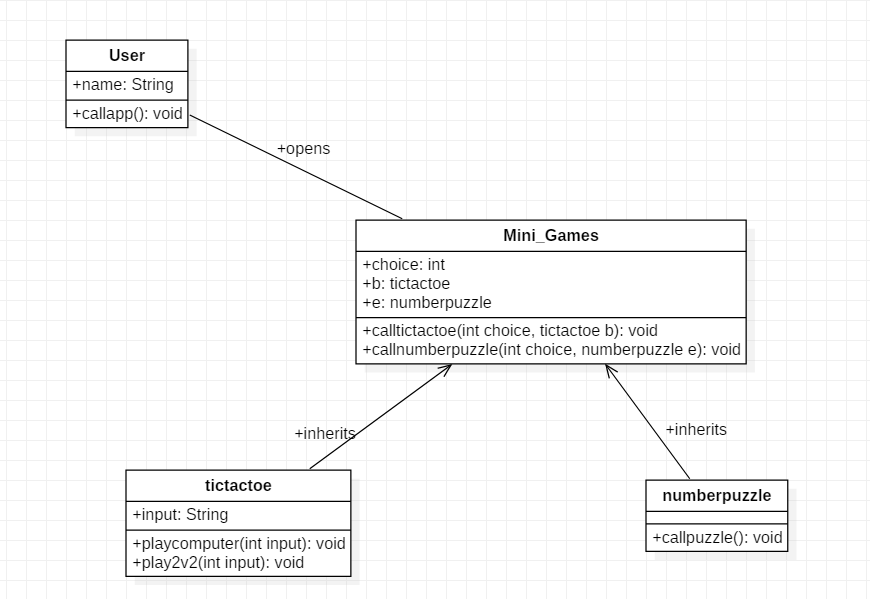 User
+name: String
+callapp(): void
+opens
Mini_Games
+choice: int
+b: tictactoe
+e: numberpuzzle
+calltictactoe(int choice, tictactoe b): void
+callnumberpuzzle(int choice, numberpuzzle e): void
+inherits
+inherits
tictactoe
+input: String
+playcomputer(int input): void
+play2v2(int input): void
numberpuzzle
+callpuzzle(): void